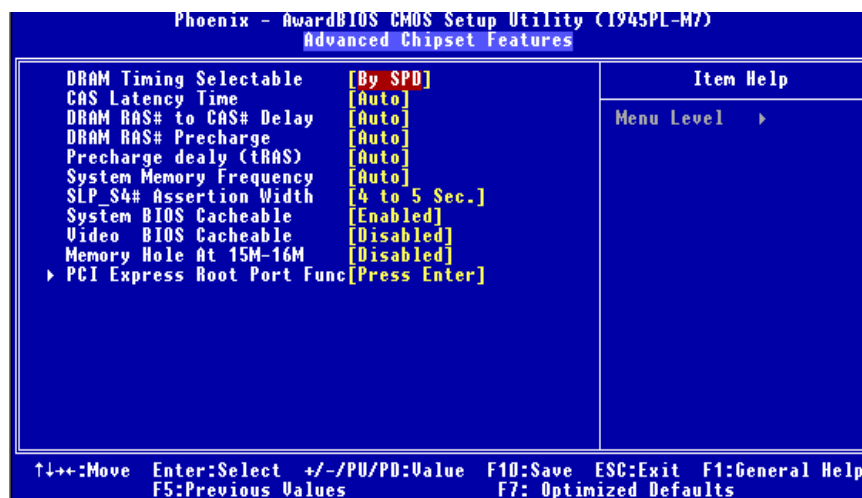 Phoenix - AwardBIOS CMOS Setup Utility (I945PL-M7)
Advanced Chipset Features
DRAM Timing Selectable [By SPD]
CAS Latency Time [Auto]
DRAM RAS# to CAS# Delay [Auto]
DRAM RAS# Precharge [Auto]
Precharge dealy (tRAS) [Auto]
System Memory Frequency [Auto]
SLP_S4# Assertion Width [4 to 5 Sec.]
System BIOS Cacheable [Enabled]
Video BIOS Cacheable [Disabled]
Memory Hole At 15M-16M [Disabled]
PCI Express Root Port Func[Press Enter]
Item Help
Menu Level
↑↓→←:Move Enter:Select +/-/PU/PD:Value F10:Save ESC:Exit F1:General Help
F5:Previous Values F7: Optimized Defaults